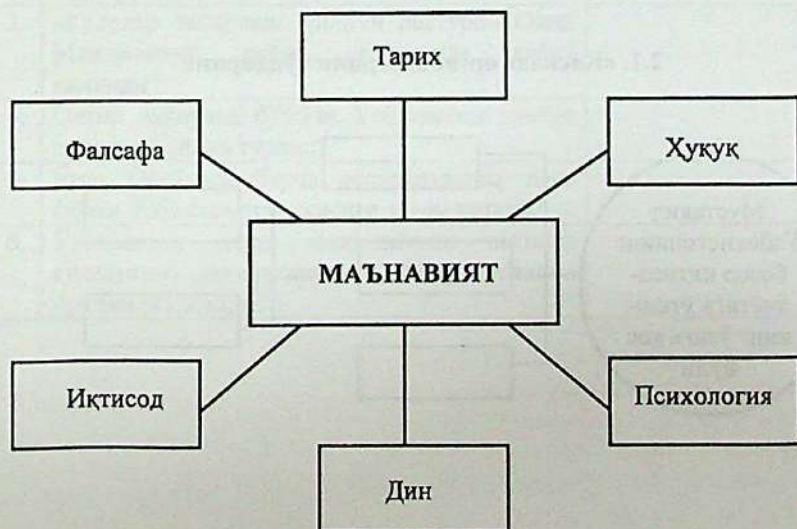 Тарих
Фалсафа
Ҳуқуқ
МАЪНАВИЯТ
Иқтисод
Психология
Дин